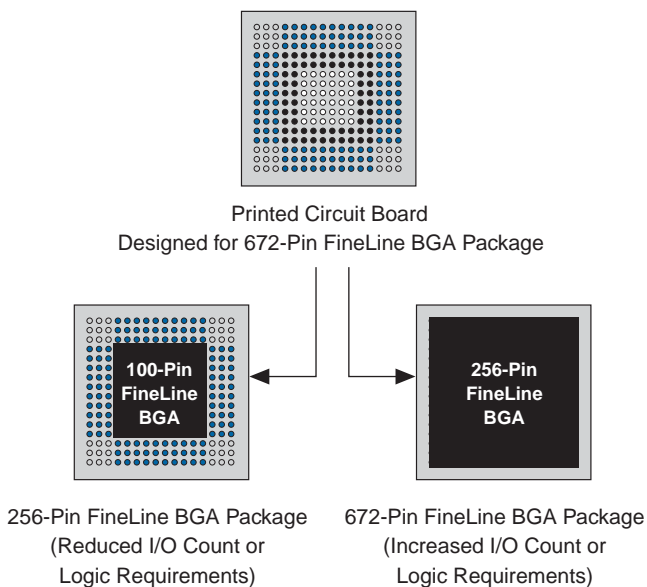 Printed Circuit Board
Designed for 672-Pin FineLine BGA Package
100-Pin
FineLine
BGA
256-Pin
FineLine
BGA
256-Pin FineLine BGA Package
(Reduced I/O Count or
Logic Requirements)
672-Pin FineLine BGA Package
(Increased I/O Count or
Logic Requirements)